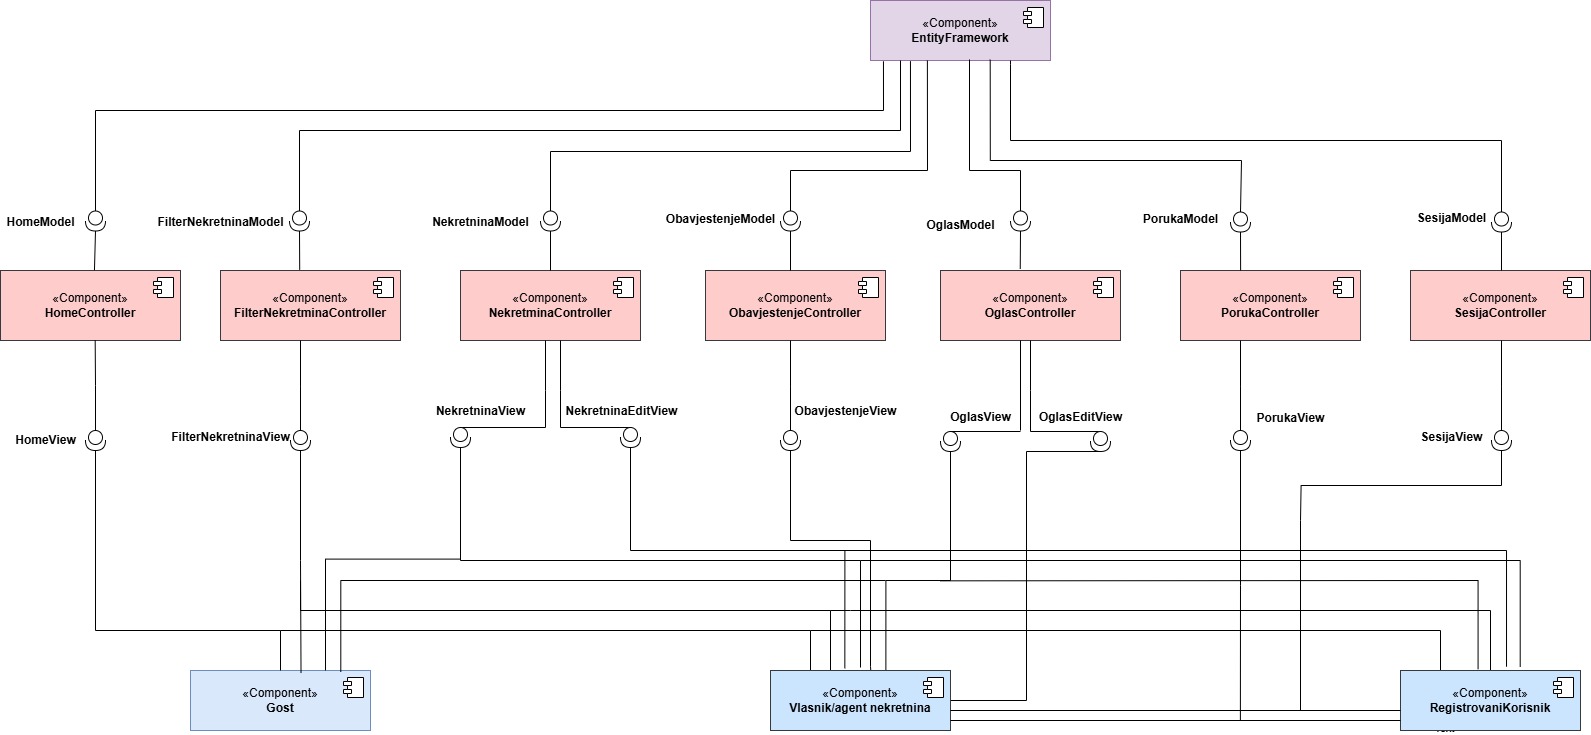 «Component»
EntityFramework
HomeModel
FilterNekretninaModel
NekretninaModel
ObavjestenjeModel
OglasModel
PorukaModel
SesijaModel
«Component»
HomeController
«Component»
FilterNekretminaController
«Component»
NekretminaController
«Component»
ObavjestenjeController
«Component»
OglasController
«Component»
PorukaController
«Component»
SesijaController
HomeView
FilterNekretninaView
NekretninaView
NekretninaEditView
ObavjestenjeView
OglasView
OglasEditView
PorukaView
SesijaView
«Component»
Gost
«Component»
Vlasnik/agent nekretnina
«Component»
RegistrovaniKorisnik